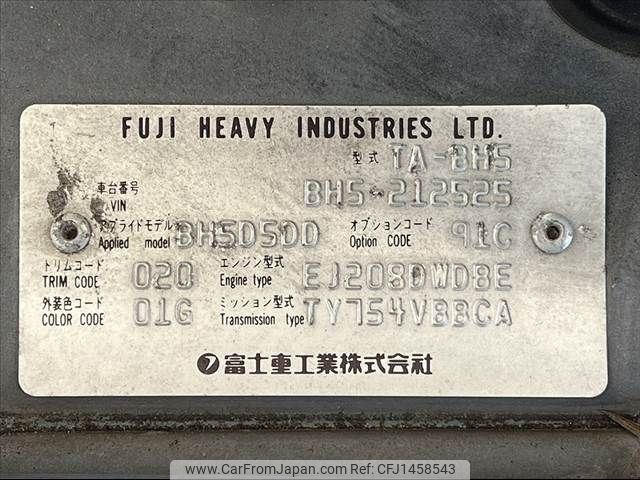 FUJI HEAVY INDUSTRIES LTD.
型式 TA-BH5
車台番号 VIN BH5-212525
アプライドモデル Applied model BH5D5DD オプションコード Option CODE 91C
トリムコード TRIM CODE 020 エンジン型式 Engine type EJ208DWDBE
外装色コード COLOR CODE 01G ミッション型式 Transmission type TY754VBBCA
富士重工業株式会社
www.CarFromJapan.com CFJ1458543